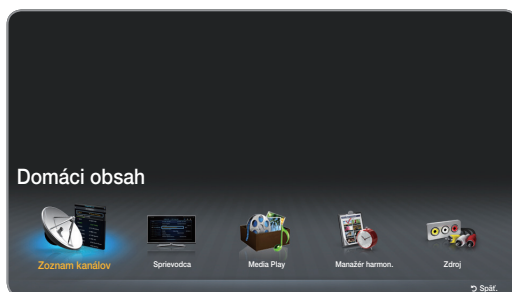 Domáci obsah
Zoznam kanálov Sprievodca Media Play Manažér harmon. Zdroj
Späť.